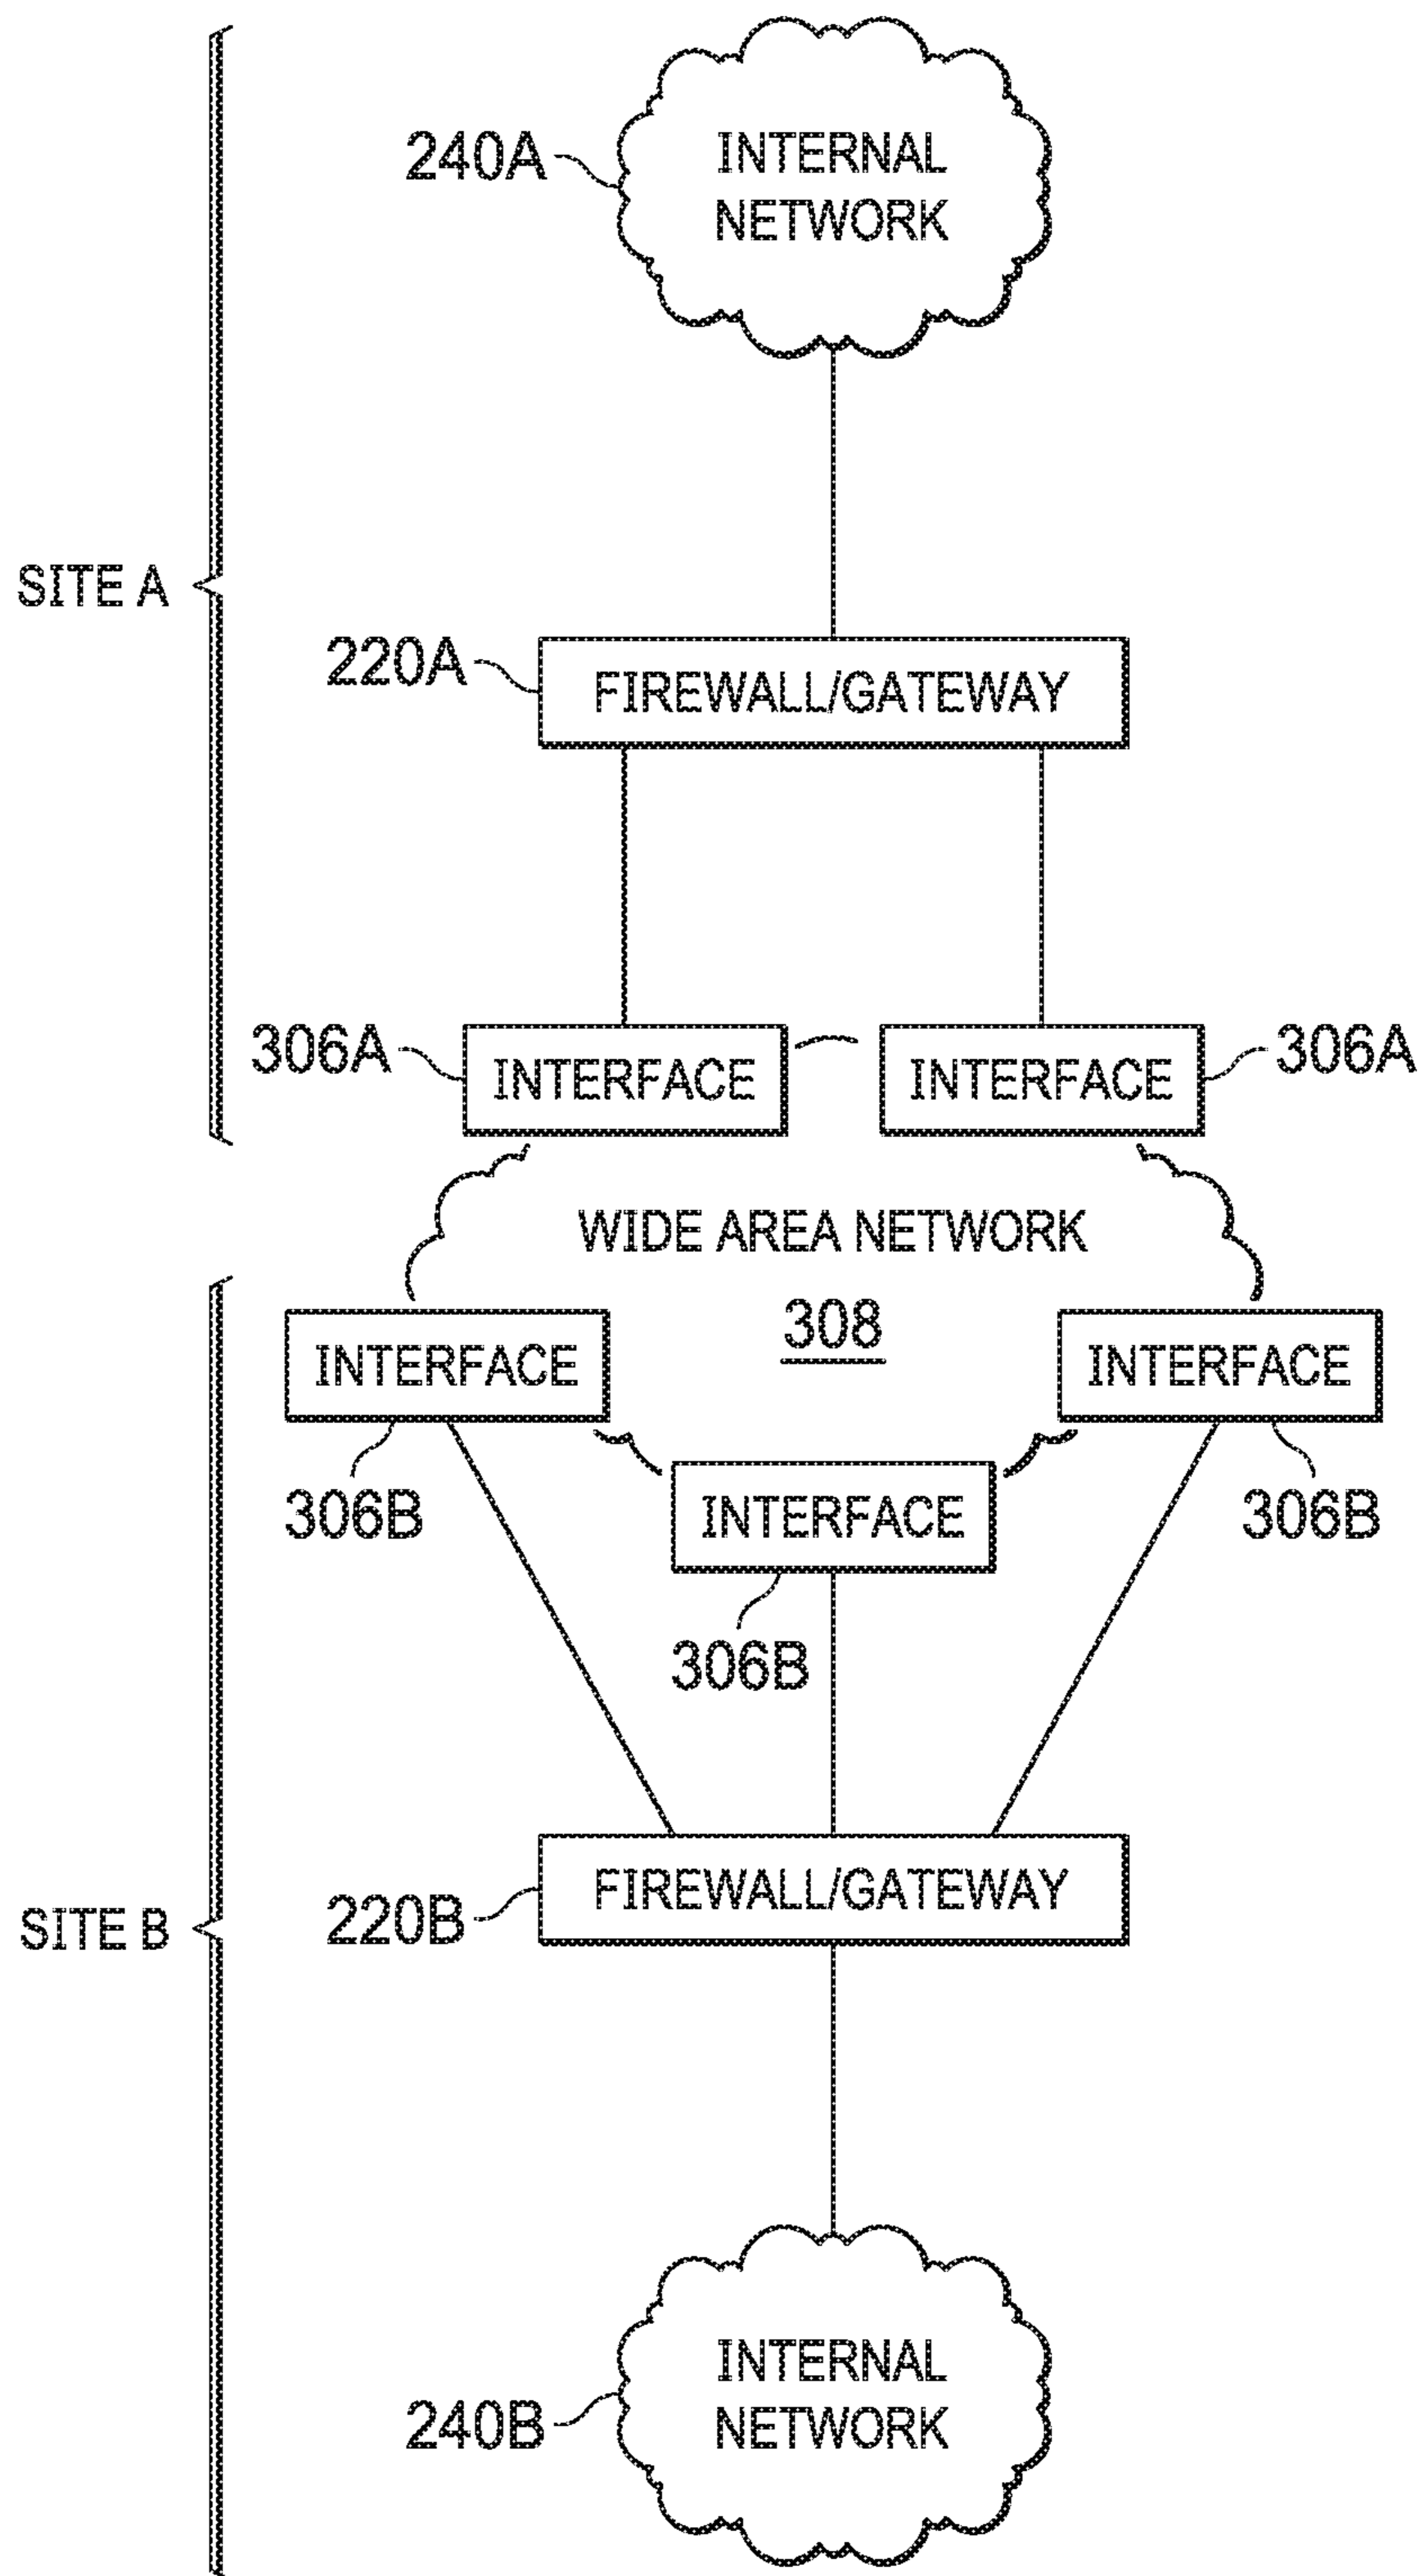 240A
INTERNAL
NETWORK
SITE A
220A
FIREWALL/GATEWAY
306A
INTERFACE
INTERFACE
306A
WIDE AREA NETWORK
308
INTERFACE
INTERFACE
306B
INTERFACE
306B
306B
FIREWALL/GATEWAY
220B
SITE B
INTERNAL
NETWORK
240B